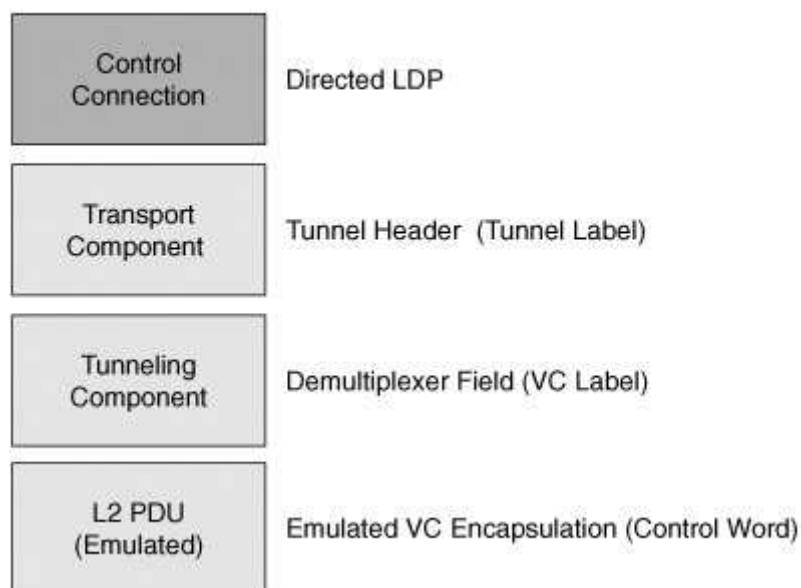 Control
Connection
Directed LDP
Transport
Component
Tunnel Header (Tunnel Label)
Tunneling
Component
Demultiplexer Field (VC Label)
L2 PDU
(Emulated)
Emulated VC Encapsulation (Control Word)